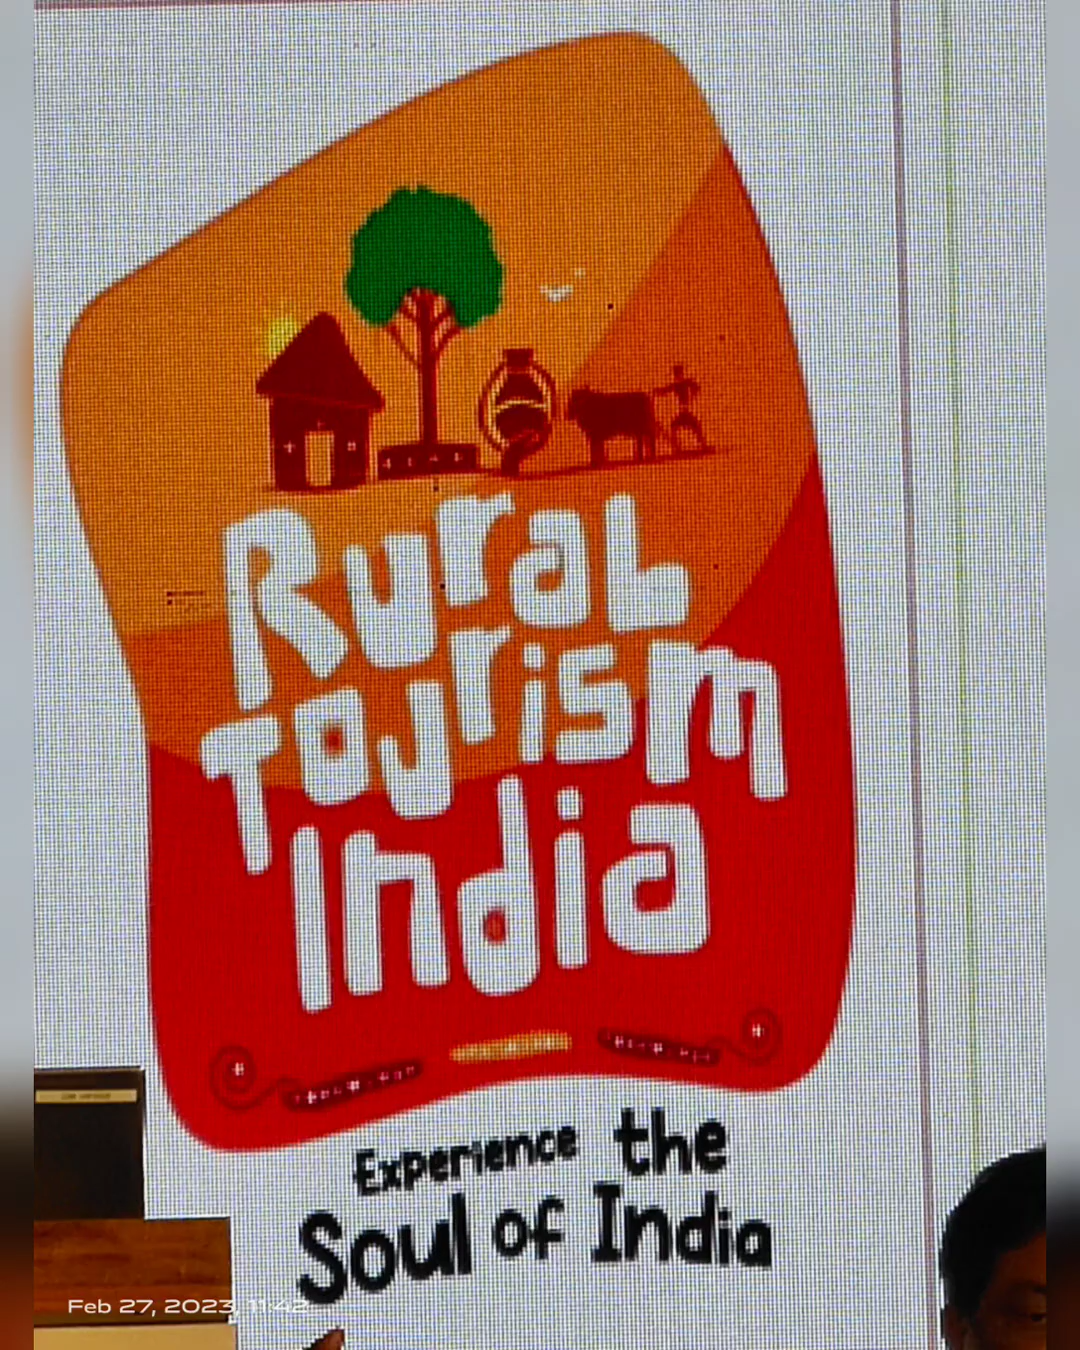 Rural
Tourism
India
Experience the
Soul of India
Feb 27, 2023, 11:42